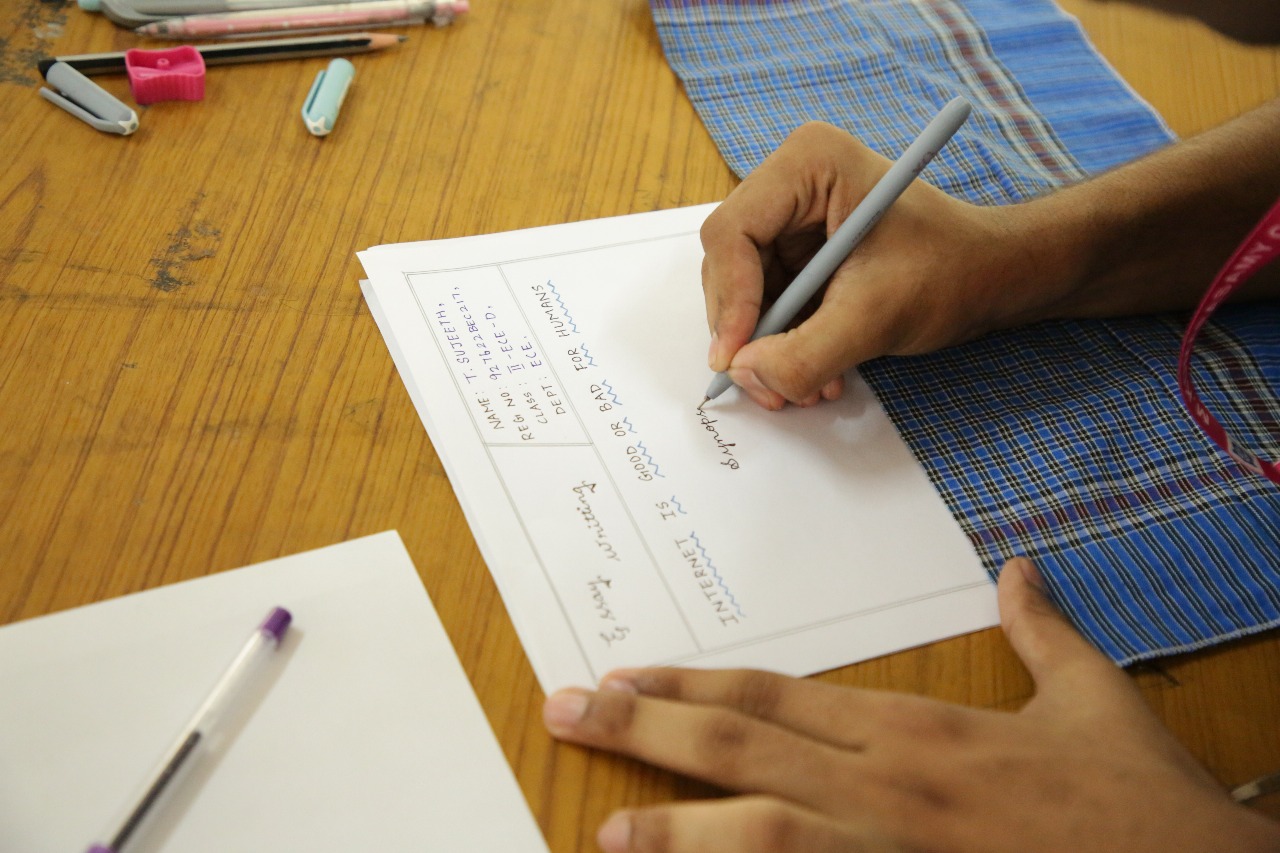 Essay Writing
NAME: T. SUJEETH,
REG NO: 927622BEC217,
CLASS: II-ECE-D,
DEPT: ECE.
INTERNET IS GOOD OR BAD FOR HUMANS
Synops